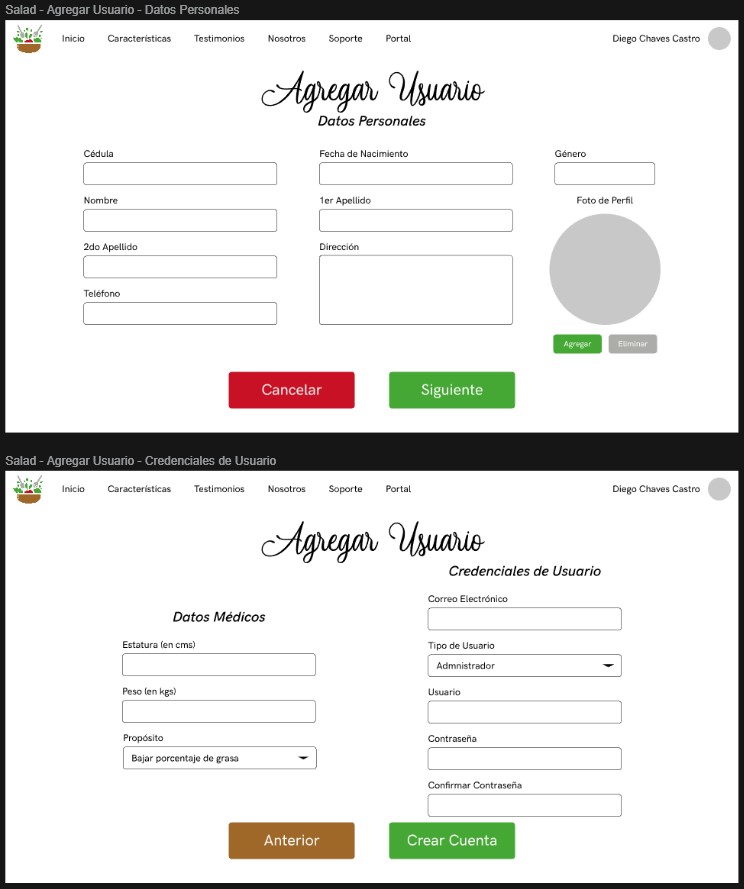 Salad - Agregar Usuario - Datos Personales
Inicio Características Testimonios Nosotros Soporte Portal Diego Chaves Castro
Agregar Usuario
Datos Personales
Cédula Fecha de Nacimiento Género
Nombre 1er Apellido Foto de Perfil
2do Apellido Dirección
Teléfono
Agregar Eliminar
Cancelar Siguiente
Salad - Agregar Usuario - Credenciales de Usuario
Inicio Características Testimonios Nosotros Soporte Portal Diego Chaves Castro
Agregar Usuario
Credenciales de Usuario
Correo Electrónico
Datos Médicos
Estatura (en cms) Tipo de Usuario
Admnistrador
Peso (en kgs) Usuario
Propósito Contraseña
Bajar porcentaje de grasa
Confirmar Contraseña
Anterior Crear Cuenta